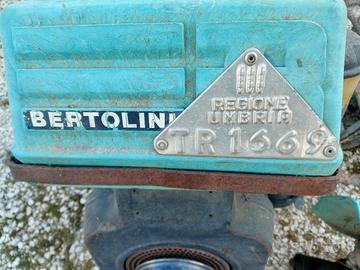 BERTOLINI
REGIONE
UMBRIA
TR 1669